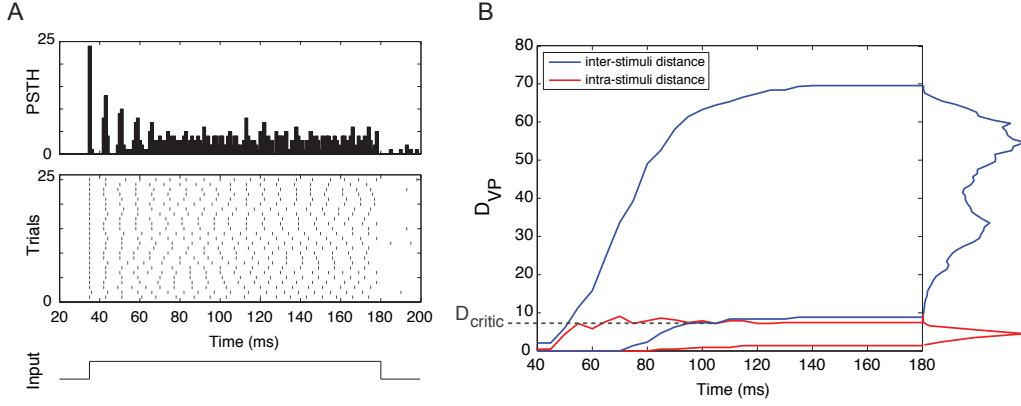 A
B
25
PSTH
0
25
Trials
0
20 40 60 80 100 120 140 160 180 200
Time (ms)
Input
80
70
60
50
40
30
20
10
0
D_VP
D_critic
inter-stimuli distance
intra-stimuli distance
40 60 80 100 120 140 160 180
Time (ms)